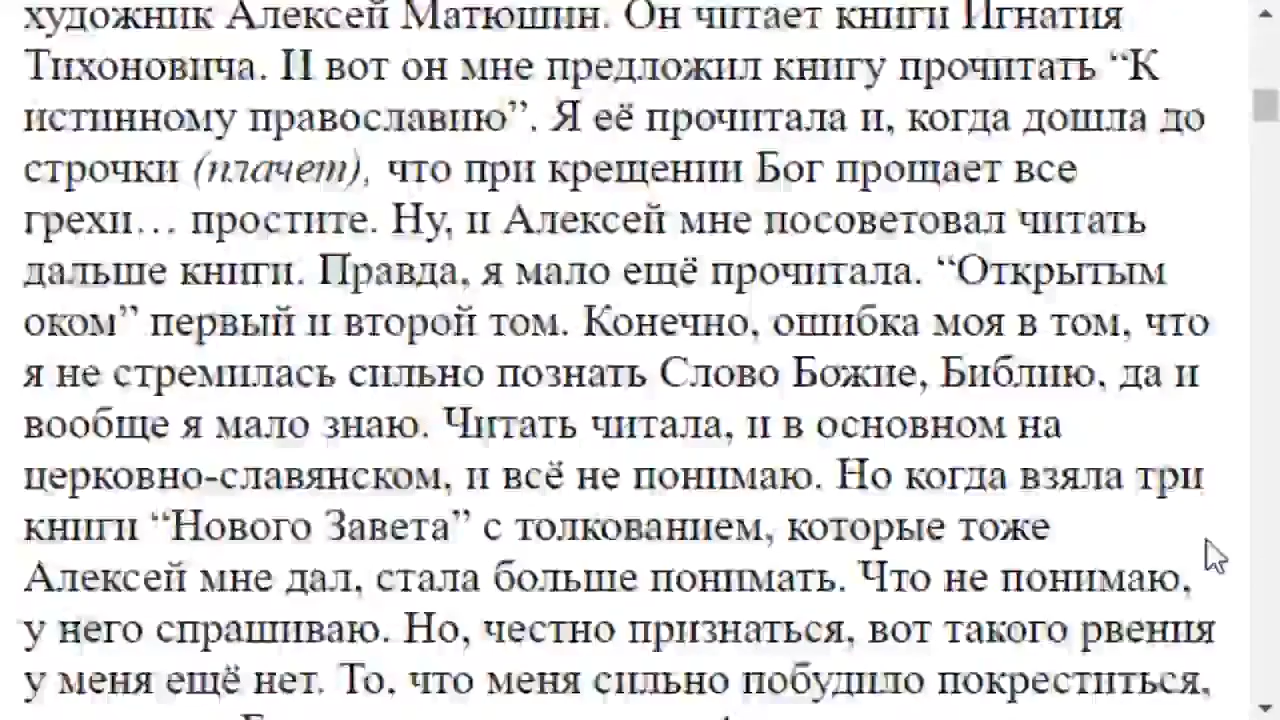 художник Алексей Матюшин. Он читает книги Игнатия
Тихоновича. И вот он мне предложил книгу прочитать “К
истинному православию”. Я её прочитала и, когда дошла до
строчки (плачет), что при крещении Бог прощает все
грехи… простите. Ну, и Алексей мне посоветовал читать
дальше книги. Правда, я мало ещё прочитала. “Открытым
оком” первый и второй том. Конечно, ошибка моя в том, что
я не стремилась сильно познать Слово Божие, Библию, да и
вообще я мало знаю. Читать читала, и в основном на
церковно-славянском, и всё не понимаю. Но когда взяла три
книги “Нового Завета” с толкованием, которые тоже
Алексей мне дал, стала больше понимать. Что не понимаю,
у него спрашиваю. Но, честно признаться, вот такого рвения
у меня ещё нет. То, что меня сильно побудило покреститься,